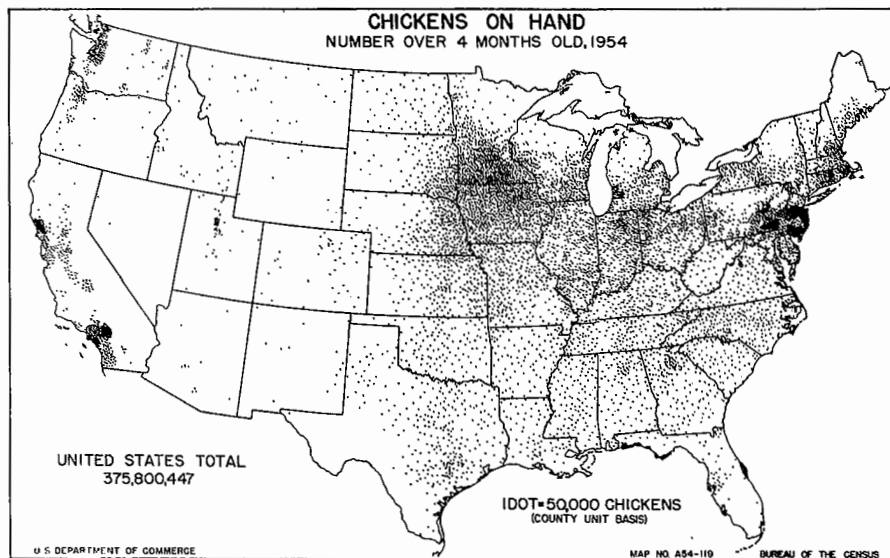 CHICKENS ON HAND
NUMBER OVER 4 MONTHS OLD, 1954
UNITED STATES TOTAL
375,800,447
1DOT=50,000 CHICKENS
(COUNTY UNIT BASIS)
U S DEPARTMENT OF COMMERCE
MAP NO. A54-119
BUREAU OF THE CENSUS